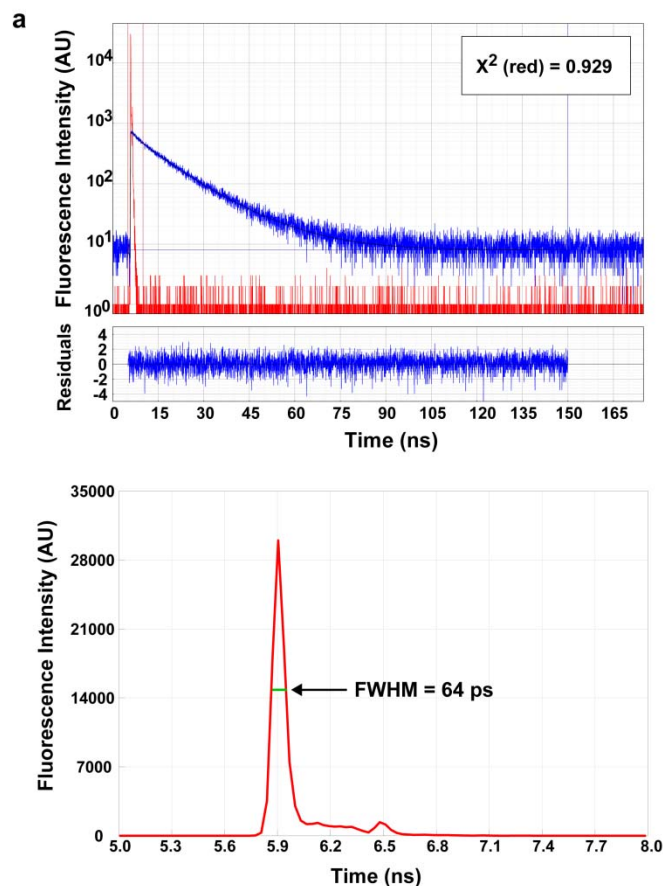 a
Fluorescence Intensity (AU)
10^4
10^3
10^2
10^1
10^0
X^2 (red) = 0.929
Residuals
4
2
0
-2
-4
0 15 30 45 60 75 90 105 120 135 150 165
Time (ns)
Fluorescence Intensity (AU)
35000
28000
21000
14000
7000
0
FWHM = 64 ps
5.0 5.3 5.6 5.9 6.2 6.5 6.8 7.1 7.4 7.7 8.0
Time (ns)